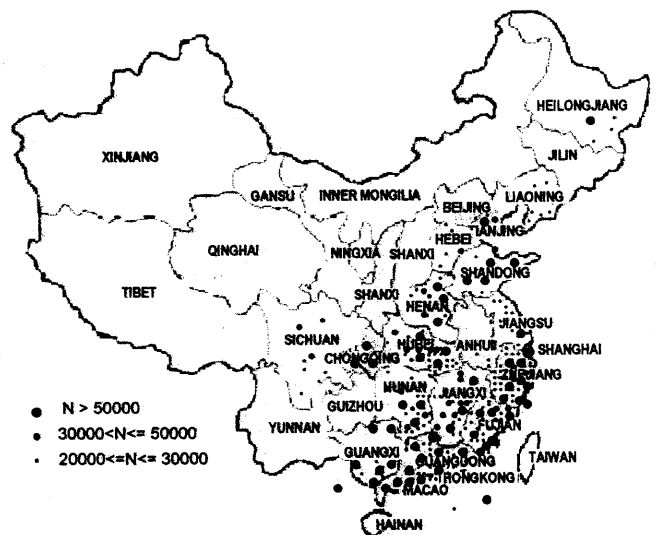 HEILONGJIANG
JILIN
XINJIANG
LIAONING
GANSU
INNER MONGILIA
BEIJING
TIANJING
HEBEI
QINGHAI
NINGXIA
SHANXI
SHANDONG
TIBET
SHANXI
HENAN
JIANGSU
SICHUAN
HUBEI
ANHUI
SHANGHAI
CHONGQING
HUNAN
JIANGXI
N > 50000
30000<N<= 50000
20000<=N<= 30000
GUIZHOU
FUJIAN
YUNNAN
GUANGXI
GUANGDONG
TAIWAN
MACAO
HAINAN